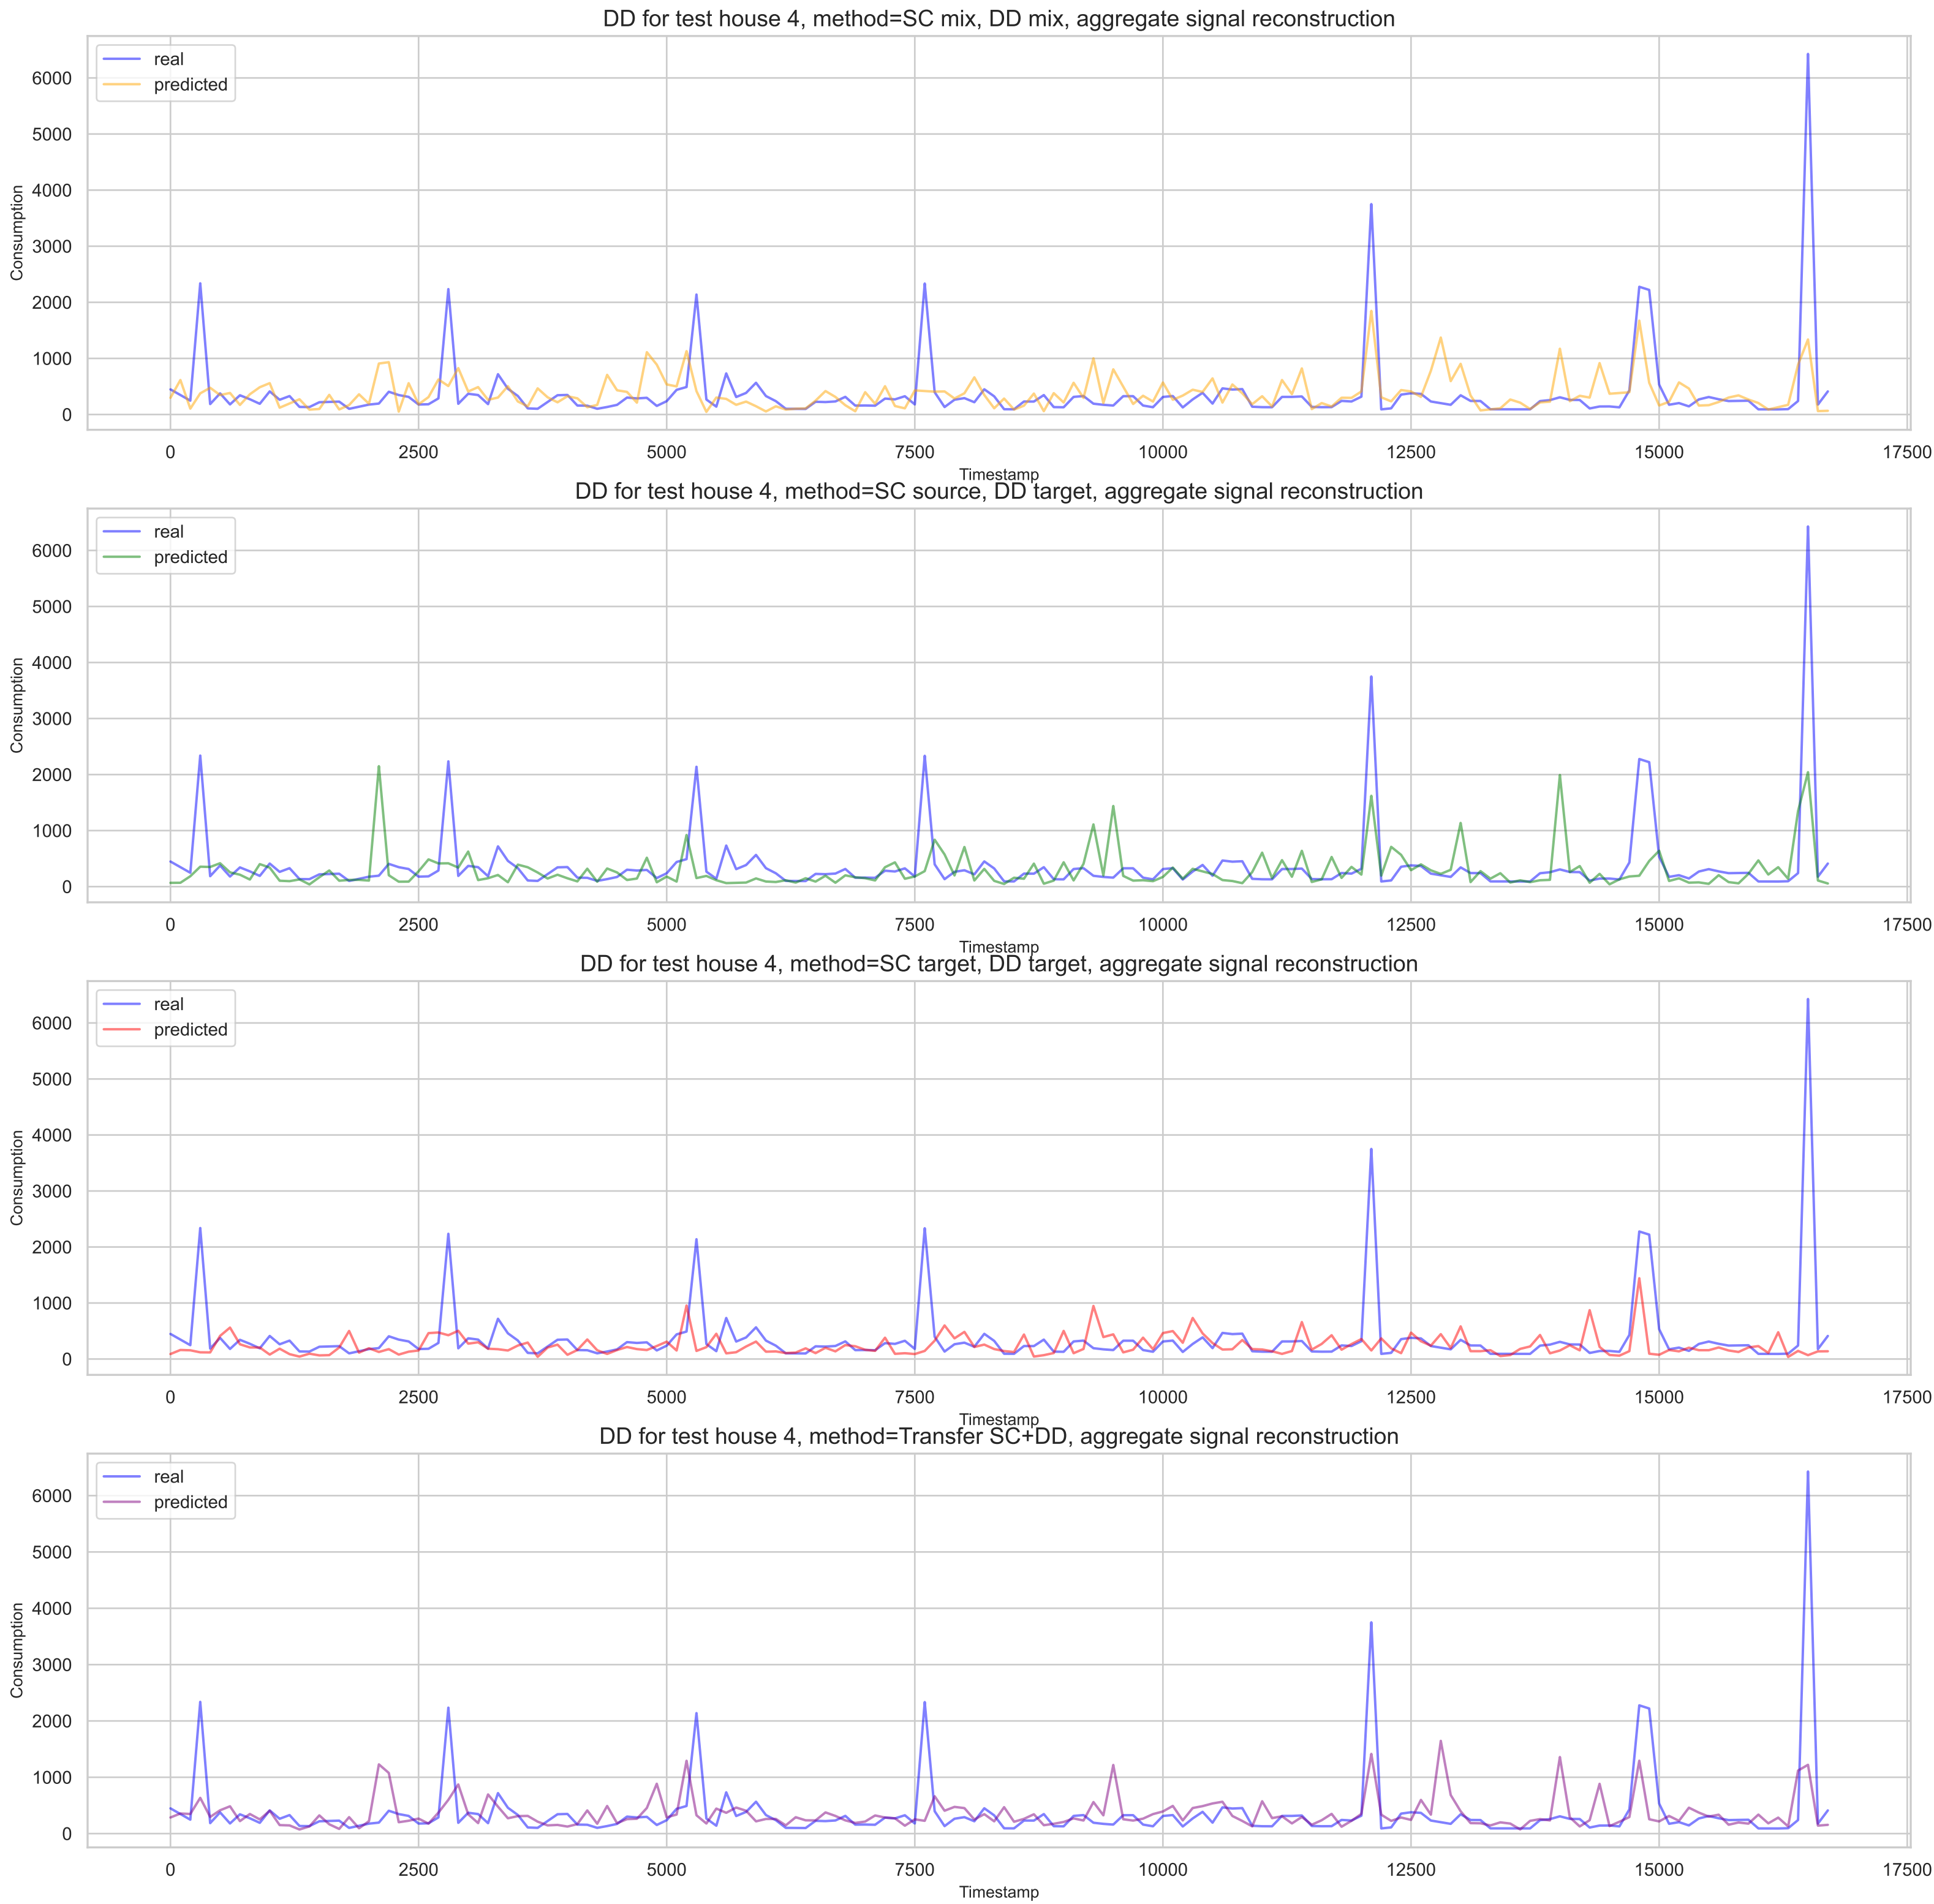 DD for test house 4, method=SC mix, DD mix, aggregate signal reconstruction
real
predicted
6000
5000
4000
3000
2000
1000
0
Consumption
0 2500 5000 7500 10000 12500 15000 17500
Timestamp
DD for test house 4, method=SC source, DD target, aggregate signal reconstruction
real
predicted
6000
5000
4000
3000
2000
1000
0
Consumption
0 2500 5000 7500 10000 12500 15000 17500
Timestamp
DD for test house 4, method=SC target, DD target, aggregate signal reconstruction
real
predicted
6000
5000
4000
3000
2000
1000
0
Consumption
0 2500 5000 7500 10000 12500 15000 17500
Timestamp
DD for test house 4, method=Transfer SC+DD, aggregate signal reconstruction
real
predicted
6000
5000
4000
3000
2000
1000
0
Consumption
0 2500 5000 7500 10000 12500 15000 17500
Timestamp